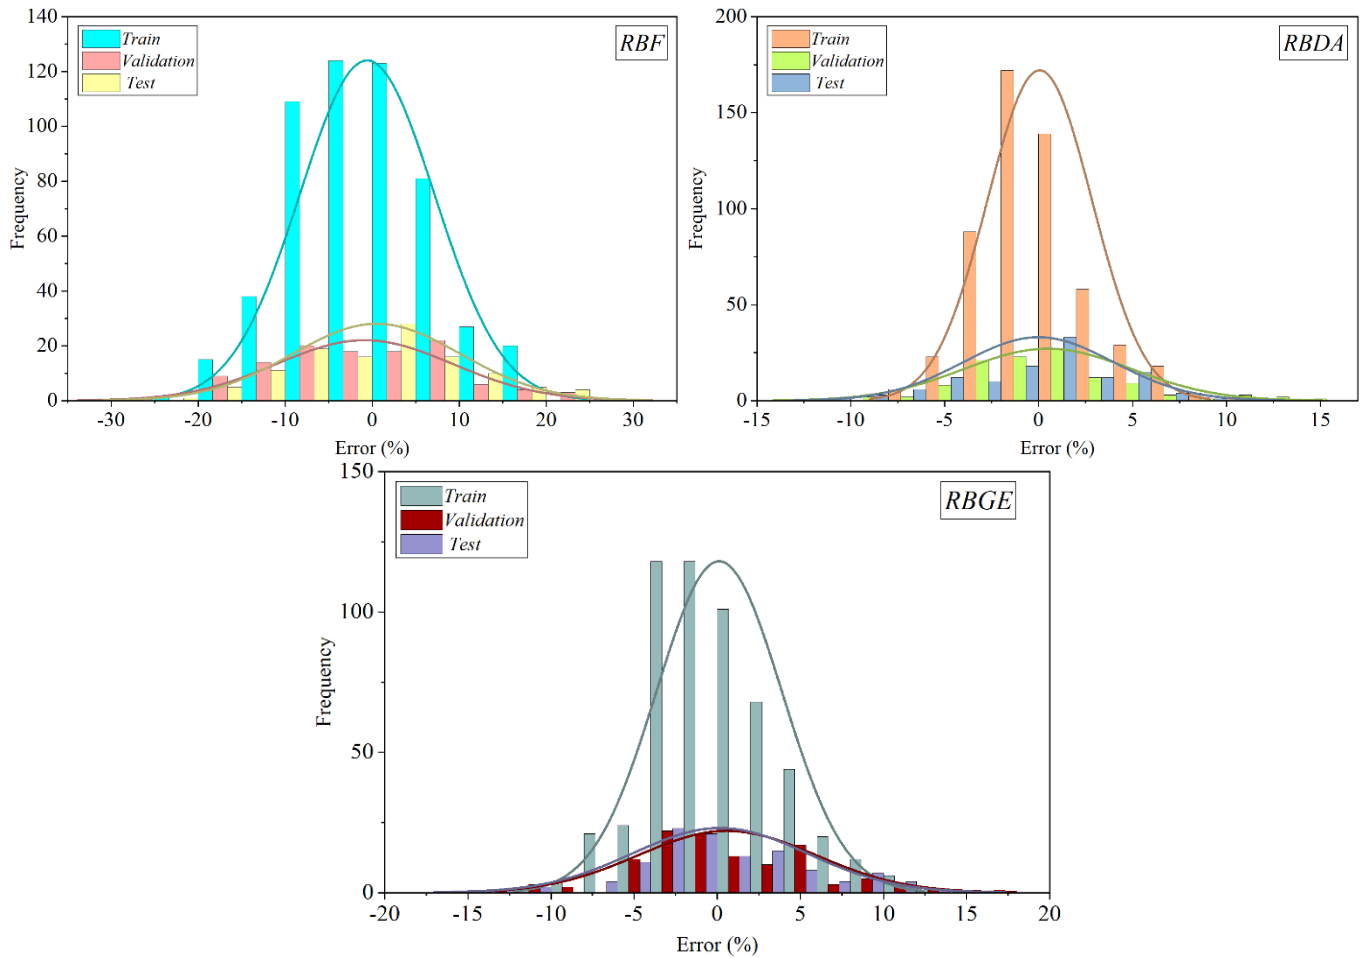 140
120
100
80
60
40
20
0
Frequency
Train
Validation
Test
RBF
-30
-20
-10
0
10
20
30
Error (%)
200
150
100
50
0
Frequency
Train
Validation
Test
RBDA
-15
-10
-5
0
5
10
15
Error (%)
150
100
50
0
Frequency
Train
Validation
Test
RBGE
-20
-15
-10
-5
0
5
10
15
20
Error (%)